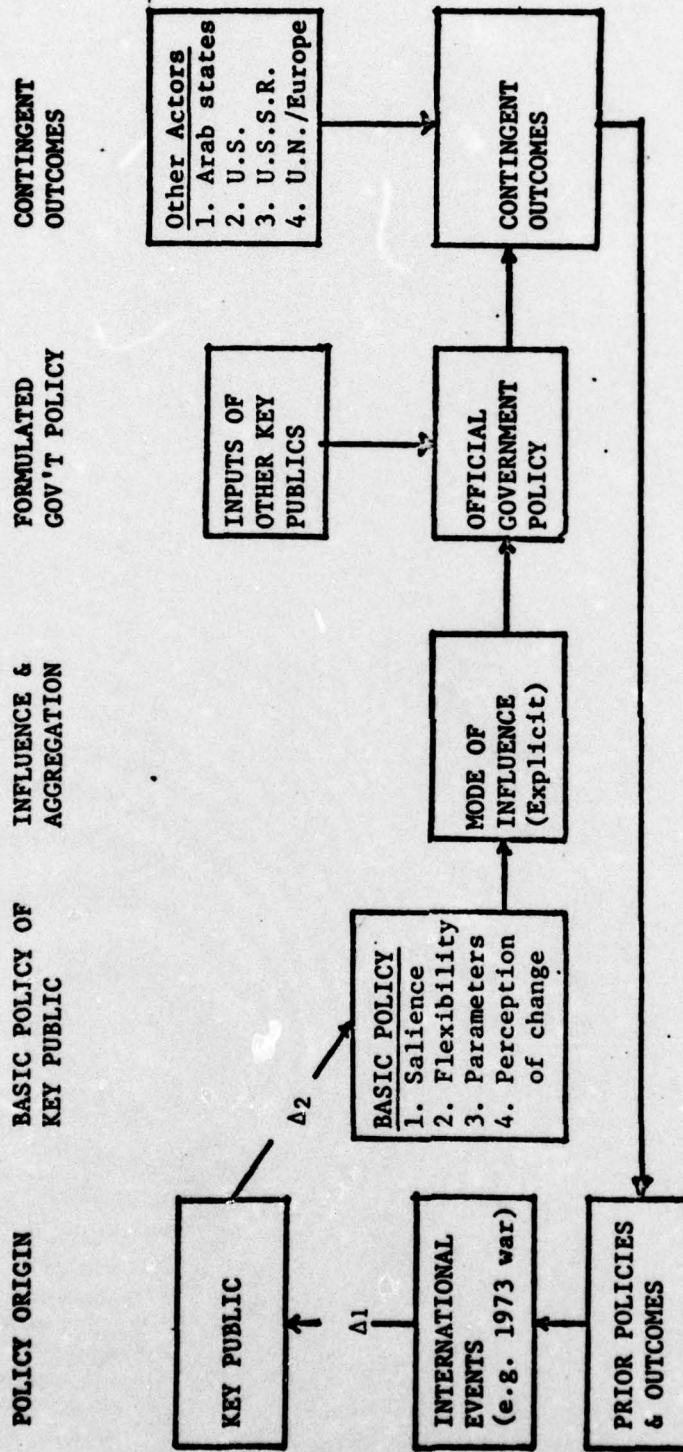 POLICY ORIGIN
BASIC POLICY OF
KEY PUBLIC
INFLUENCE &
AGGREGATION
FORMULATED
GOV'T POLICY
CONTINGENT
OUTCOMES
KEY PUBLIC
Δ1
INTERNATIONAL
EVENTS
(e.g. 1973 war)
PRIOR POLICIES
& OUTCOMES
Δ2
BASIC POLICY
1. Salience
2. Flexibility
3. Parameters
4. Perception
of change
MODE OF
INFLUENCE
(Explicit)
INPUTS OF
OTHER KEY
PUBLICS
OFFICIAL
GOVERNMENT
POLICY
Other Actors
1. Arab states
2. U.S.
3. U.S.S.R.
4. U.N./Europe
CONTINGENT
OUTCOMES